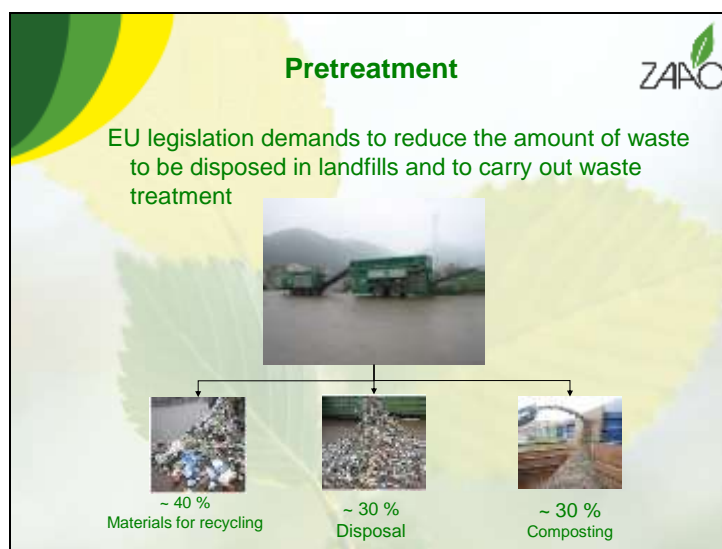 Pretreatment
ZAAO
EU legislation demands to reduce the amount of waste
to be disposed in landfills and to carry out waste
treatment
~ 40 %
Materials for recycling
~ 30 %
Disposal
~ 30 %
Composting